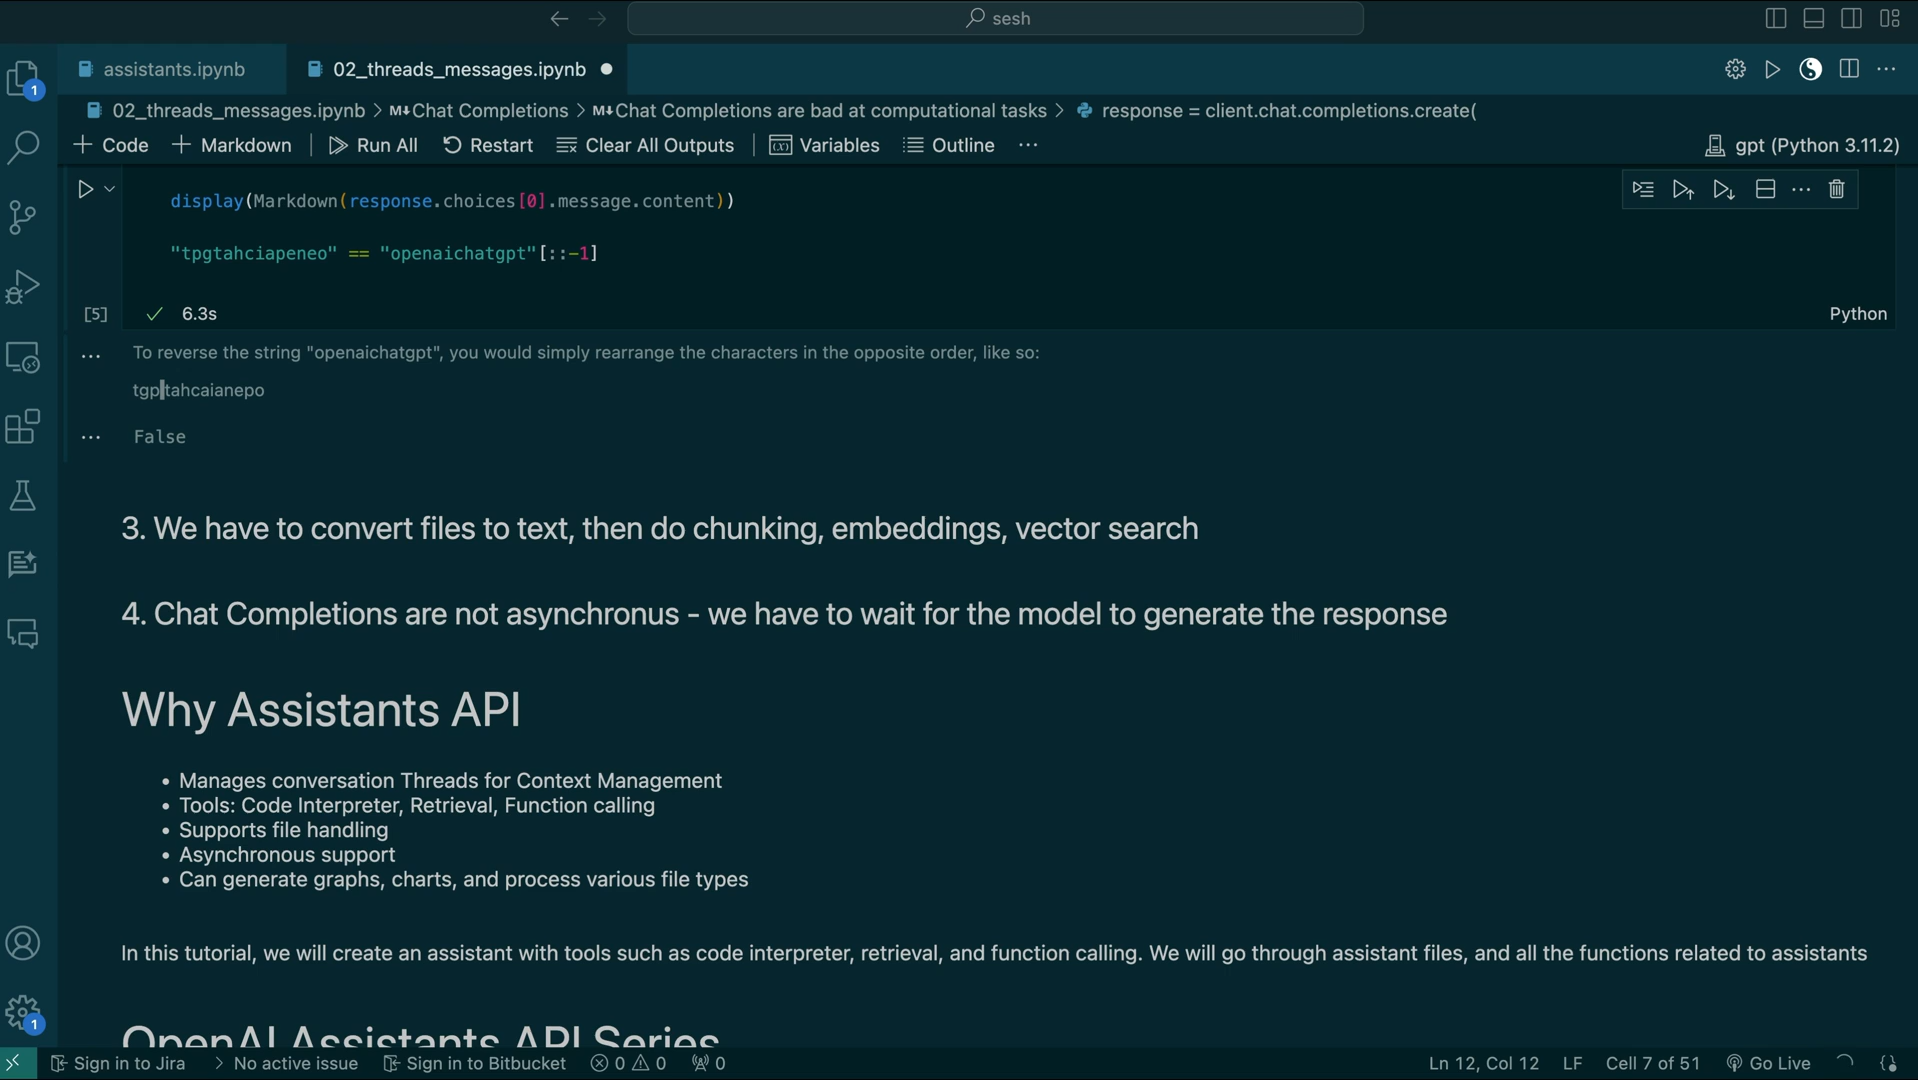 sesh
assistants.ipynb
02_threads_messages.ipynb
02_threads_messages.ipynb > M↓Chat Completions > M↓Chat Completions are bad at computational tasks > response = client.chat.completions.create(
+ Code + Markdown Run All Restart Clear All Outputs Variables Outline ...
gpt (Python 3.11.2)
display(Markdown(response.choices[0].message.content))
"tpgtahciapeneo" == "openaichatgpt"[::-1]
[5] 6.3s Python
To reverse the string "openaichatgpt", you would simply rearrange the characters in the opposite order, like so:
tgptahcaianepo
False
3. We have to convert files to text, then do chunking, embeddings, vector search
4. Chat Completions are not asynchronus - we have to wait for the model to generate the response
Why Assistants API
• Manages conversation Threads for Context Management
• Tools: Code Interpreter, Retrieval, Function calling
• Supports file handling
• Asynchronous support
• Can generate graphs, charts, and process various file types
In this tutorial, we will create an assistant with tools such as code interpreter, retrieval, and function calling. We will go through assistant files, and all the functions related to assistants
OpenAI Assistants API Series
1
1
Sign in to Jira > No active issue Sign in to Bitbucket 0 0 0 Ln 12, Col 12 LF Cell 7 of 51 Go Live